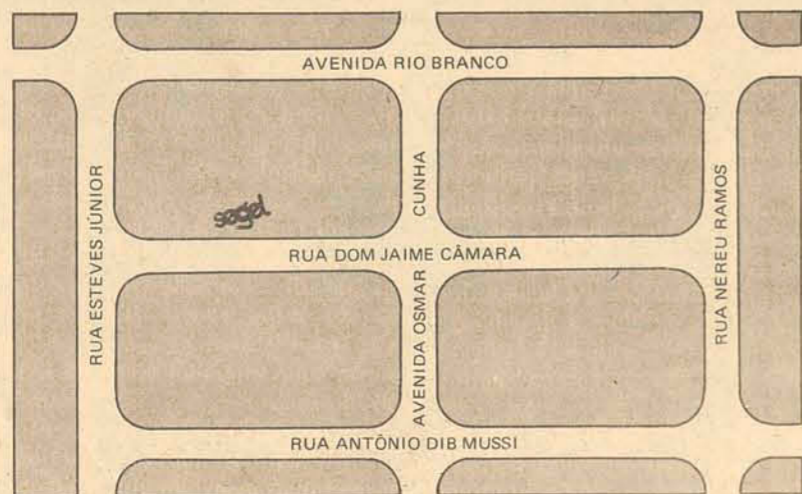 AVENIDA RIO BRANCO
RUA ESTEVES JÚNIOR
CUNHA
RUA NEREU RAMOS
sagel
RUA DOM JAIME CÂMARA
AVENIDA OSMAR
RUA ANTÔNIO DIB MUSSI